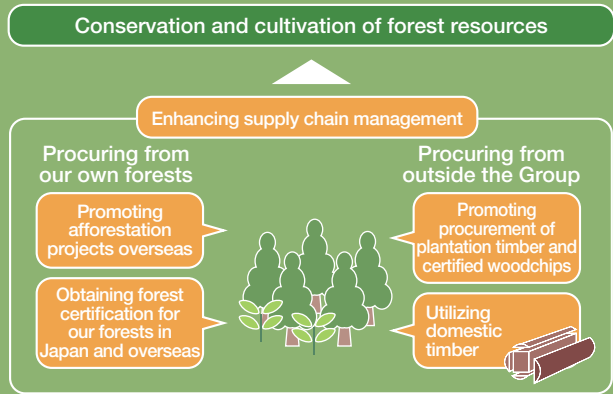 Conservation and cultivation of forest resources
Enhancing supply chain management
Procuring from
our own forests
Promoting
afforestation
projects overseas
Obtaining forest
certification for
our forests in
Japan and overseas
Procuring from
outside the Group
Promoting
procurement of
plantation timber and
certified woodchips
Utilizing
domestic
timber